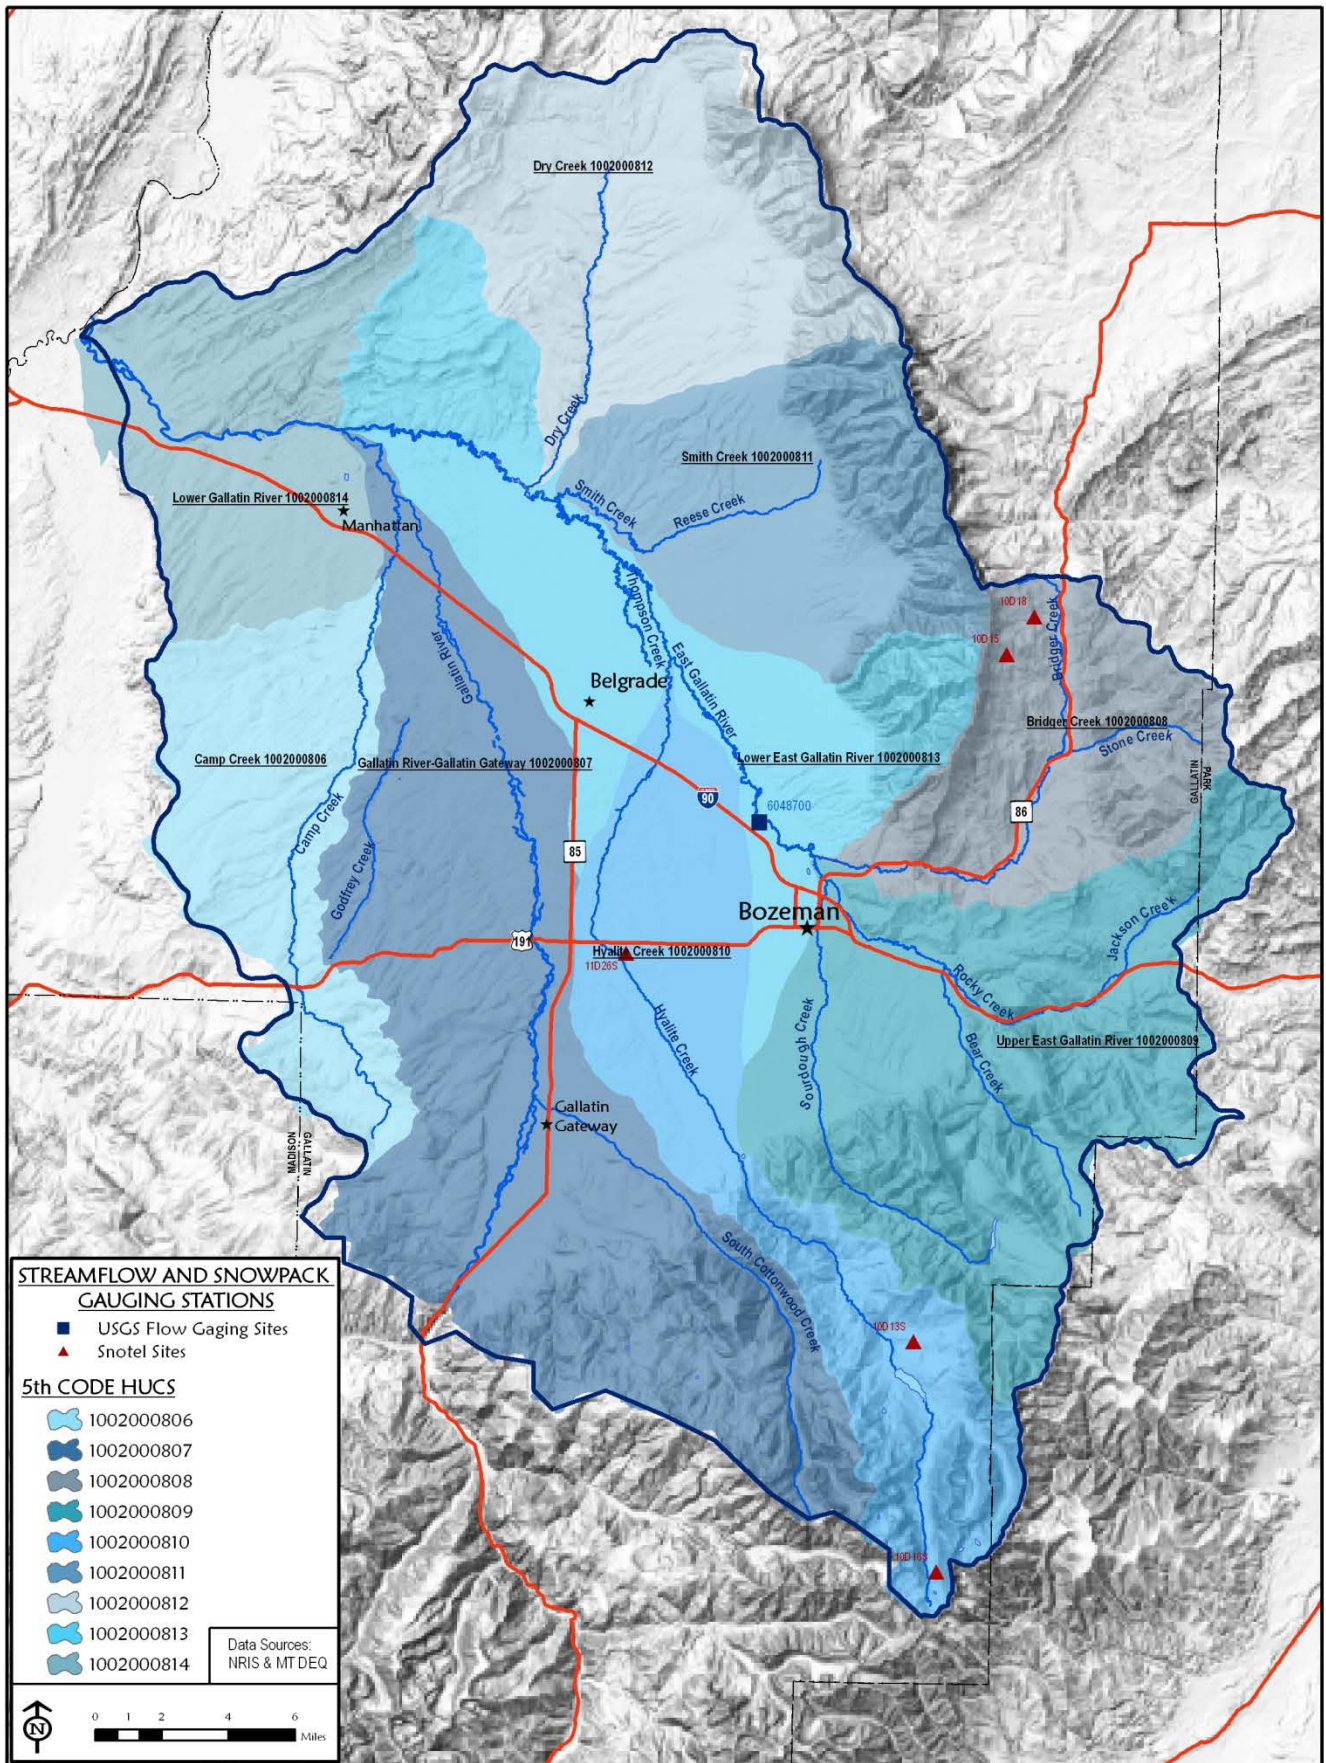 Dry Creek 1002000812
Dry Creek
Smith Creek 1002000811
Smith Creek
Reese Creek
Lower Gallatin River 1002000814
Manhattan
Thompson Creek
East Gallatin River
Gallatin River
10D18
10D15
Bridger Creek
Belgrade
Bridger Creek 1002000808
Stone Creek
Camp Creek 1002000806
Gallatin River-Gallatin Gateway 1002000807
Lower East Gallatin River 1002000813
PARK
GALLATIN
90
6048700
86
Camp Creek
Godfrey Creek
85
Bozeman
191
Hyalite Creek 1002000810
11D26S
Jackson Creek
Rocky Creek
Hyalite Creek
Sourdough Creek
Bear Creek
Upper East Gallatin River 1002000809
Gallatin
Gateway
MADISON
GALLATIN
South Cottonwood Creek
10D13S
10D16S
STREAMFLOW AND SNOWPACK
GAUGING STATIONS
USGS Flow Gaging Sites
Snotel Sites
5th CODE HUCS
1002000806
1002000807
1002000808
1002000809
1002000810
1002000811
1002000812
1002000813
1002000814
Data Sources:
NRIS & MT DEQ
N
0 1 2 4 6
Miles